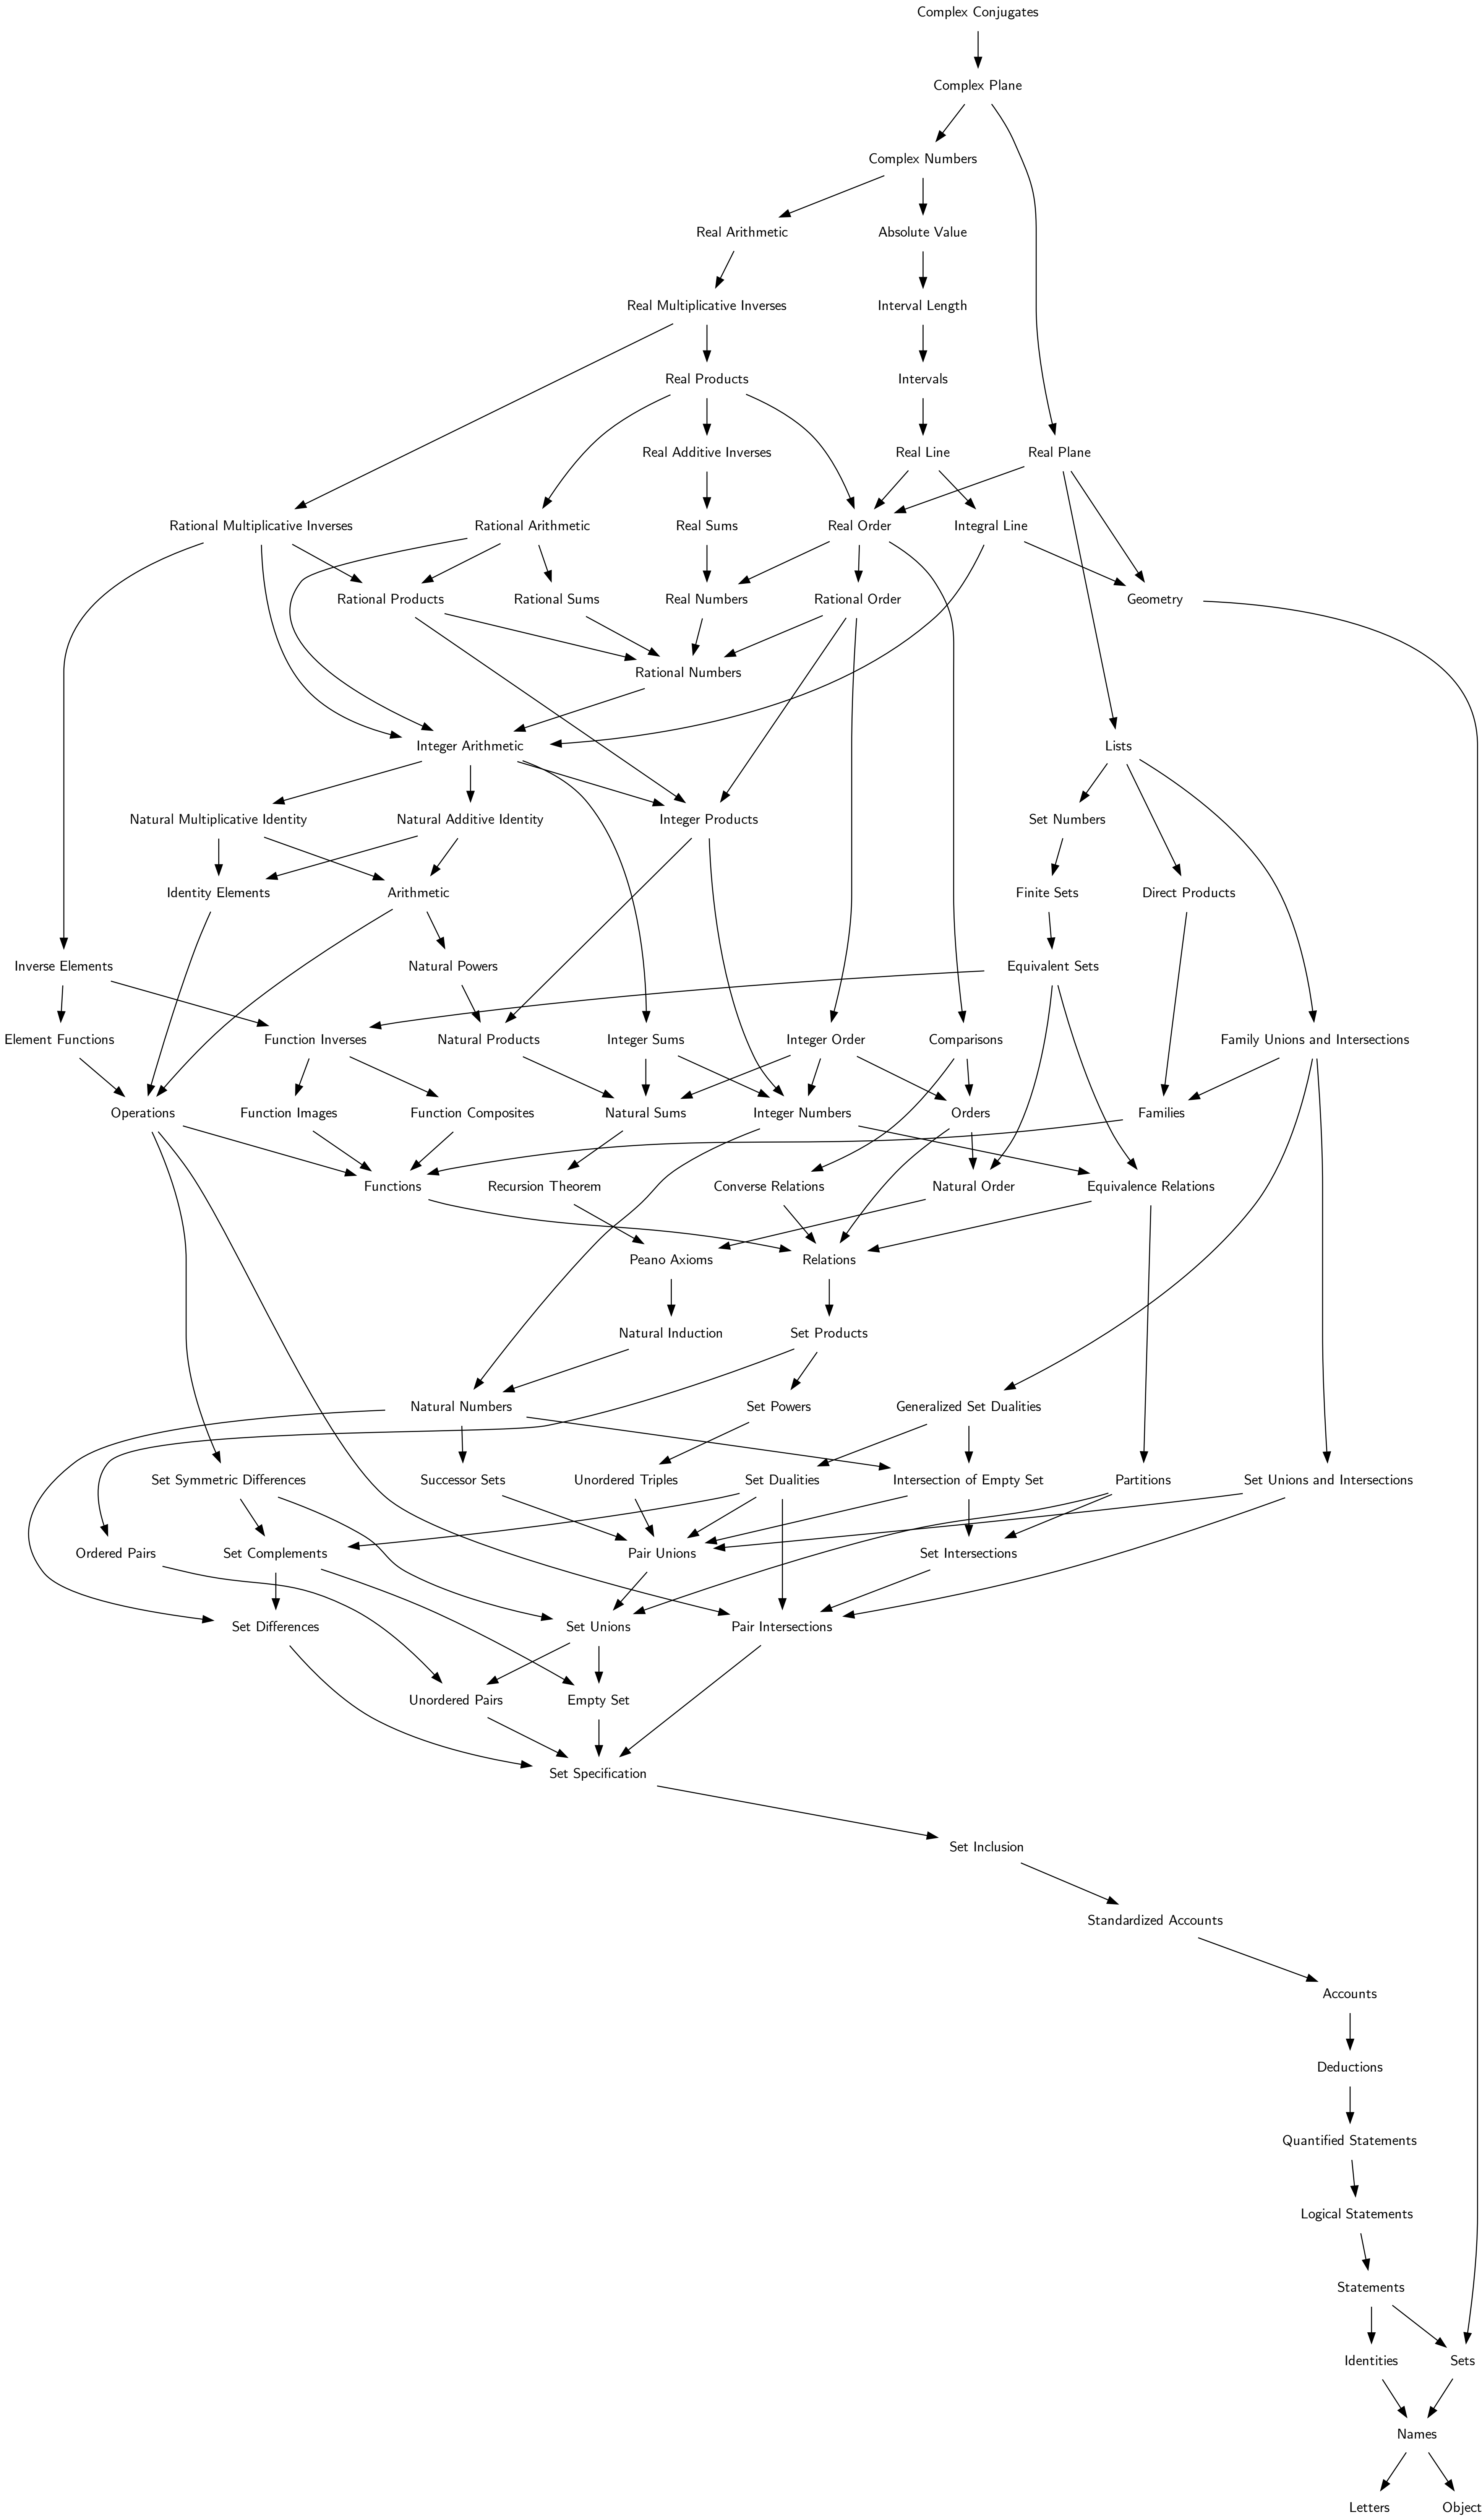 Complex Conjugates
Complex Plane
Complex Numbers
Real Arithmetic
Absolute Value
Real Multiplicative Inverses
Interval Length
Real Products
Intervals
Real Additive Inverses
Real Line
Real Plane
Rational Multiplicative Inverses
Rational Arithmetic
Real Sums
Real Order
Integral Line
Rational Products
Rational Sums
Real Numbers
Rational Order
Geometry
Rational Numbers
Integer Arithmetic
Lists
Natural Multiplicative Identity
Natural Additive Identity
Integer Products
Set Numbers
Identity Elements
Arithmetic
Finite Sets
Direct Products
Inverse Elements
Natural Powers
Equivalent Sets
Element Functions
Function Inverses
Natural Products
Integer Sums
Integer Order
Comparisons
Family Unions and Intersections
Operations
Function Images
Function Composites
Natural Sums
Integer Numbers
Orders
Families
Functions
Recursion Theorem
Converse Relations
Natural Order
Equivalence Relations
Peano Axioms
Relations
Natural Induction
Set Products
Natural Numbers
Set Powers
Generalized Set Dualities
Set Symmetric Differences
Successor Sets
Unordered Triples
Set Dualities
Intersection of Empty Set
Partitions
Set Unions and Intersections
Ordered Pairs
Set Complements
Pair Unions
Set Intersections
Set Differences
Set Unions
Pair Intersections
Unordered Pairs
Empty Set
Set Specification
Set Inclusion
Standardized Accounts
Accounts
Deductions
Quantified Statements
Logical Statements
Statements
Identities
Sets
Names
Letters
Object